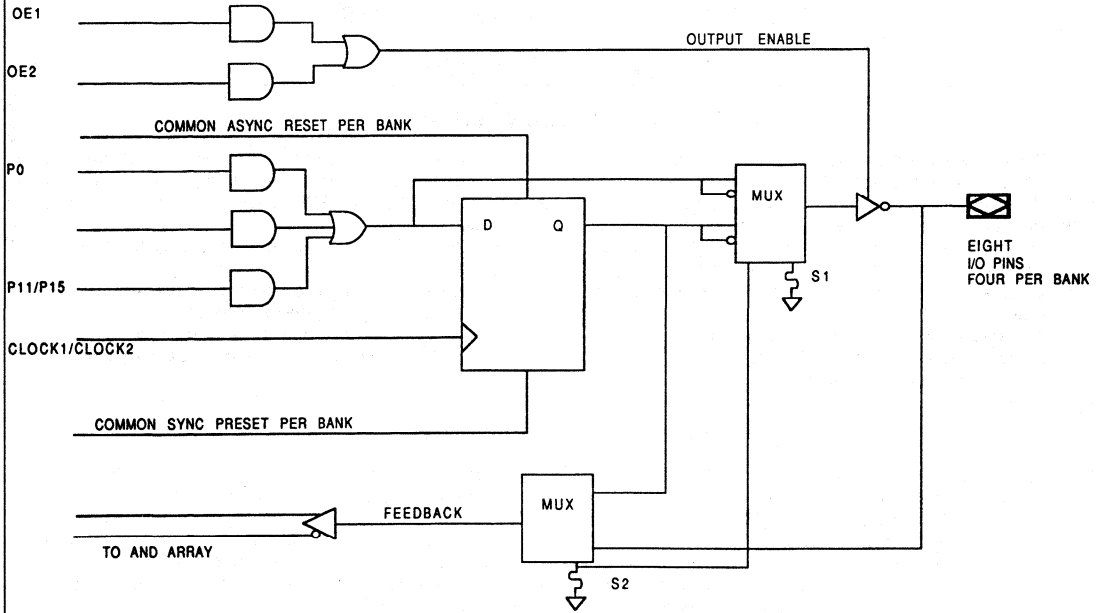 OE1
OUTPUT ENABLE
OE2
COMMON ASYNC RESET PER BANK
P0
MUX
D Q
EIGHT
I/O PINS
FOUR PER BANK
S1
P11/P15
CLOCK1/CLOCK2
COMMON SYNC PRESET PER BANK
MUX
FEEDBACK
TO AND ARRAY
S2